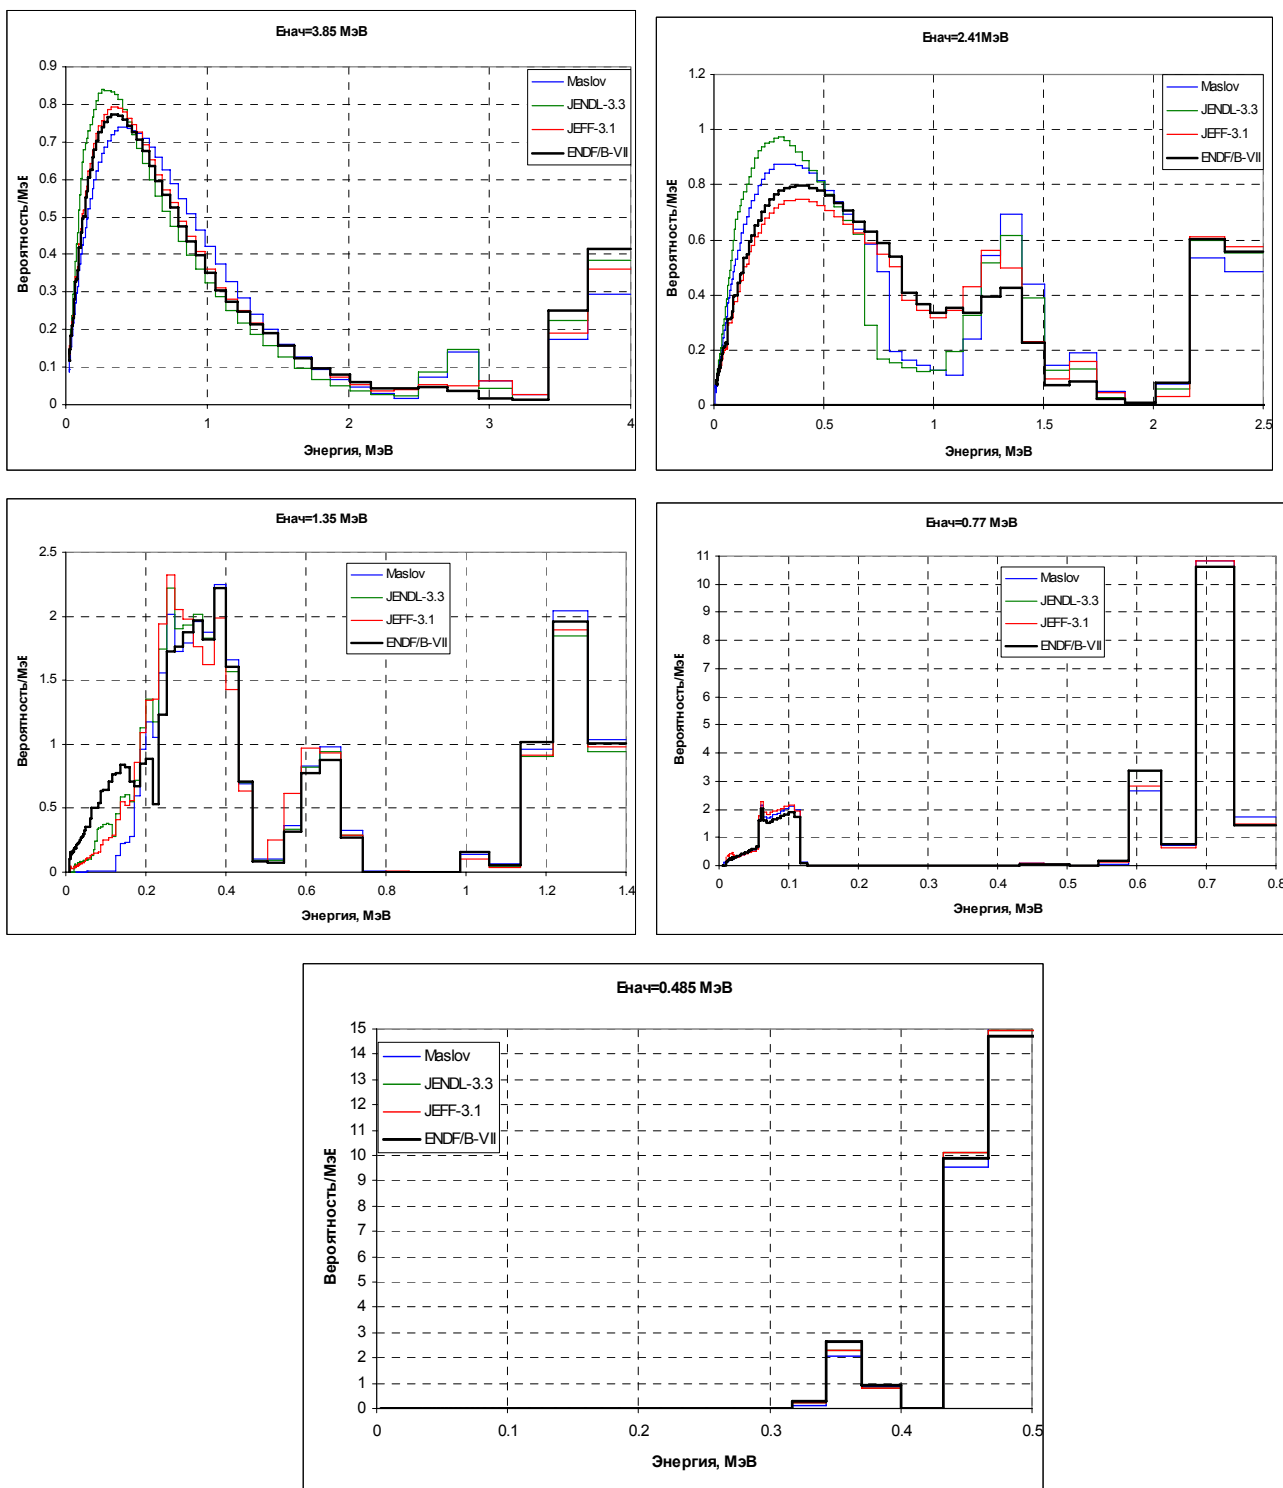 Eнач=3.85 МэВ
0.9
0.8
0.7
0.6
0.5
0.4
0.3
0.2
0.1
0
Вероятность/МэВ
Maslov
JENDL-3.3
JEFF-3.1
ENDF/B-VII
0 1 2 3 4
Энергия, МэВ
Eнач=2.41МэВ
1.2
1
0.8
0.6
0.4
0.2
0
Вероятность/МэВ
Maslov
JENDL-3.3
JEFF-3.1
ENDF/B-VII
0 0.5 1 1.5 2 2.5
Энергия, МэВ
Eнач=1.35 МэВ
2.5
2
1.5
1
0.5
0
Вероятность/МэВ
Maslov
JENDL-3.3
JEFF-3.1
ENDF/B-VII
0 0.2 0.4 0.6 0.8 1 1.2 1.4
Энергия, МэВ
Eнач=0.77 МэВ
11
10
9
8
7
6
5
4
3
2
1
0
Вероятность/МэВ
Maslov
JENDL-3.3
JEFF-3.1
ENDF/B-VII
0 0.1 0.2 0.3 0.4 0.5 0.6 0.7 0.8
Энергия, МэВ
Eнач=0.485 МэВ
15
14
13
12
11
10
9
8
7
6
5
4
3
2
1
0
Вероятность/МэВ
Maslov
JENDL-3.3
JEFF-3.1
ENDF/B-VII
0 0.1 0.2 0.3 0.4 0.5
Энергия, МэВ